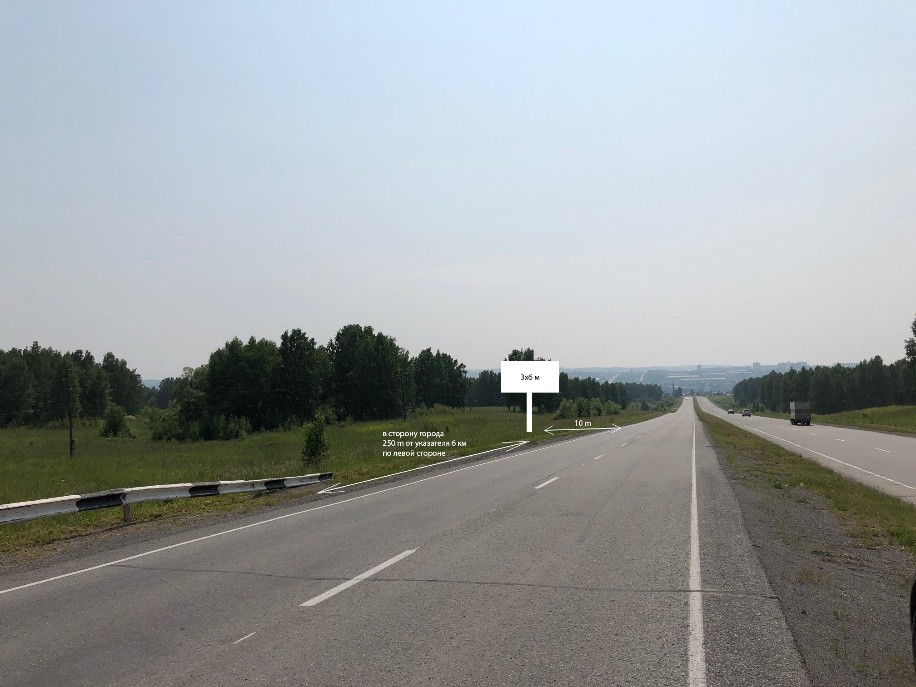 3х6 м
10 m
в сторону города
250 m от указателя 6 км
по левой стороне